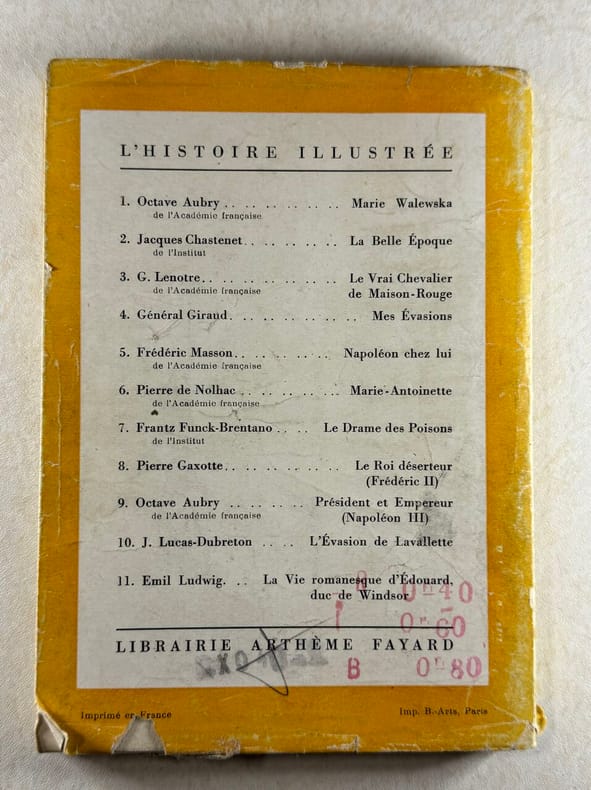 L'HISTOIRE ILLUSTRÉE
1. Octave Aubry . . . . . . . . Marie Walewska
de l'Académie française
2. Jacques Chastenet. . . . . . . La Belle Époque
de l'Institut
3. G. Lenotre. . . . . . . . . . Le Vrai Chevalier
de l'Académie française de Maison-Rouge
4. Général Giraud. . . . . . . . . Mes Évasions
5. Frédéric Masson. . . . . . . Napoléon chez lui
de l'Académie française
6. Pierre de Nolhac . . . . . . . Marie-Antoinette
de l'Académie française
7. Frantz Funck-Brentano . . . Le Drame des Poisons
de l'Institut
8. Pierre Gaxotte. . . . . . . . . Le Roi déserteur
(Frédéric II)
9. Octave Aubry . . . . . . Président et Empereur
de l'Académie française (Napoléon III)
10. J. Lucas-Dubreton . . . . L'Évasion de Lavallette
11. Emil Ludwig. . . La Vie romanesque d'Édouard,
duc de Windsor
LIBRAIRIE ARTHÈME FAYARD
B
Imprimé en France
Imp. B.-Arts, Paris